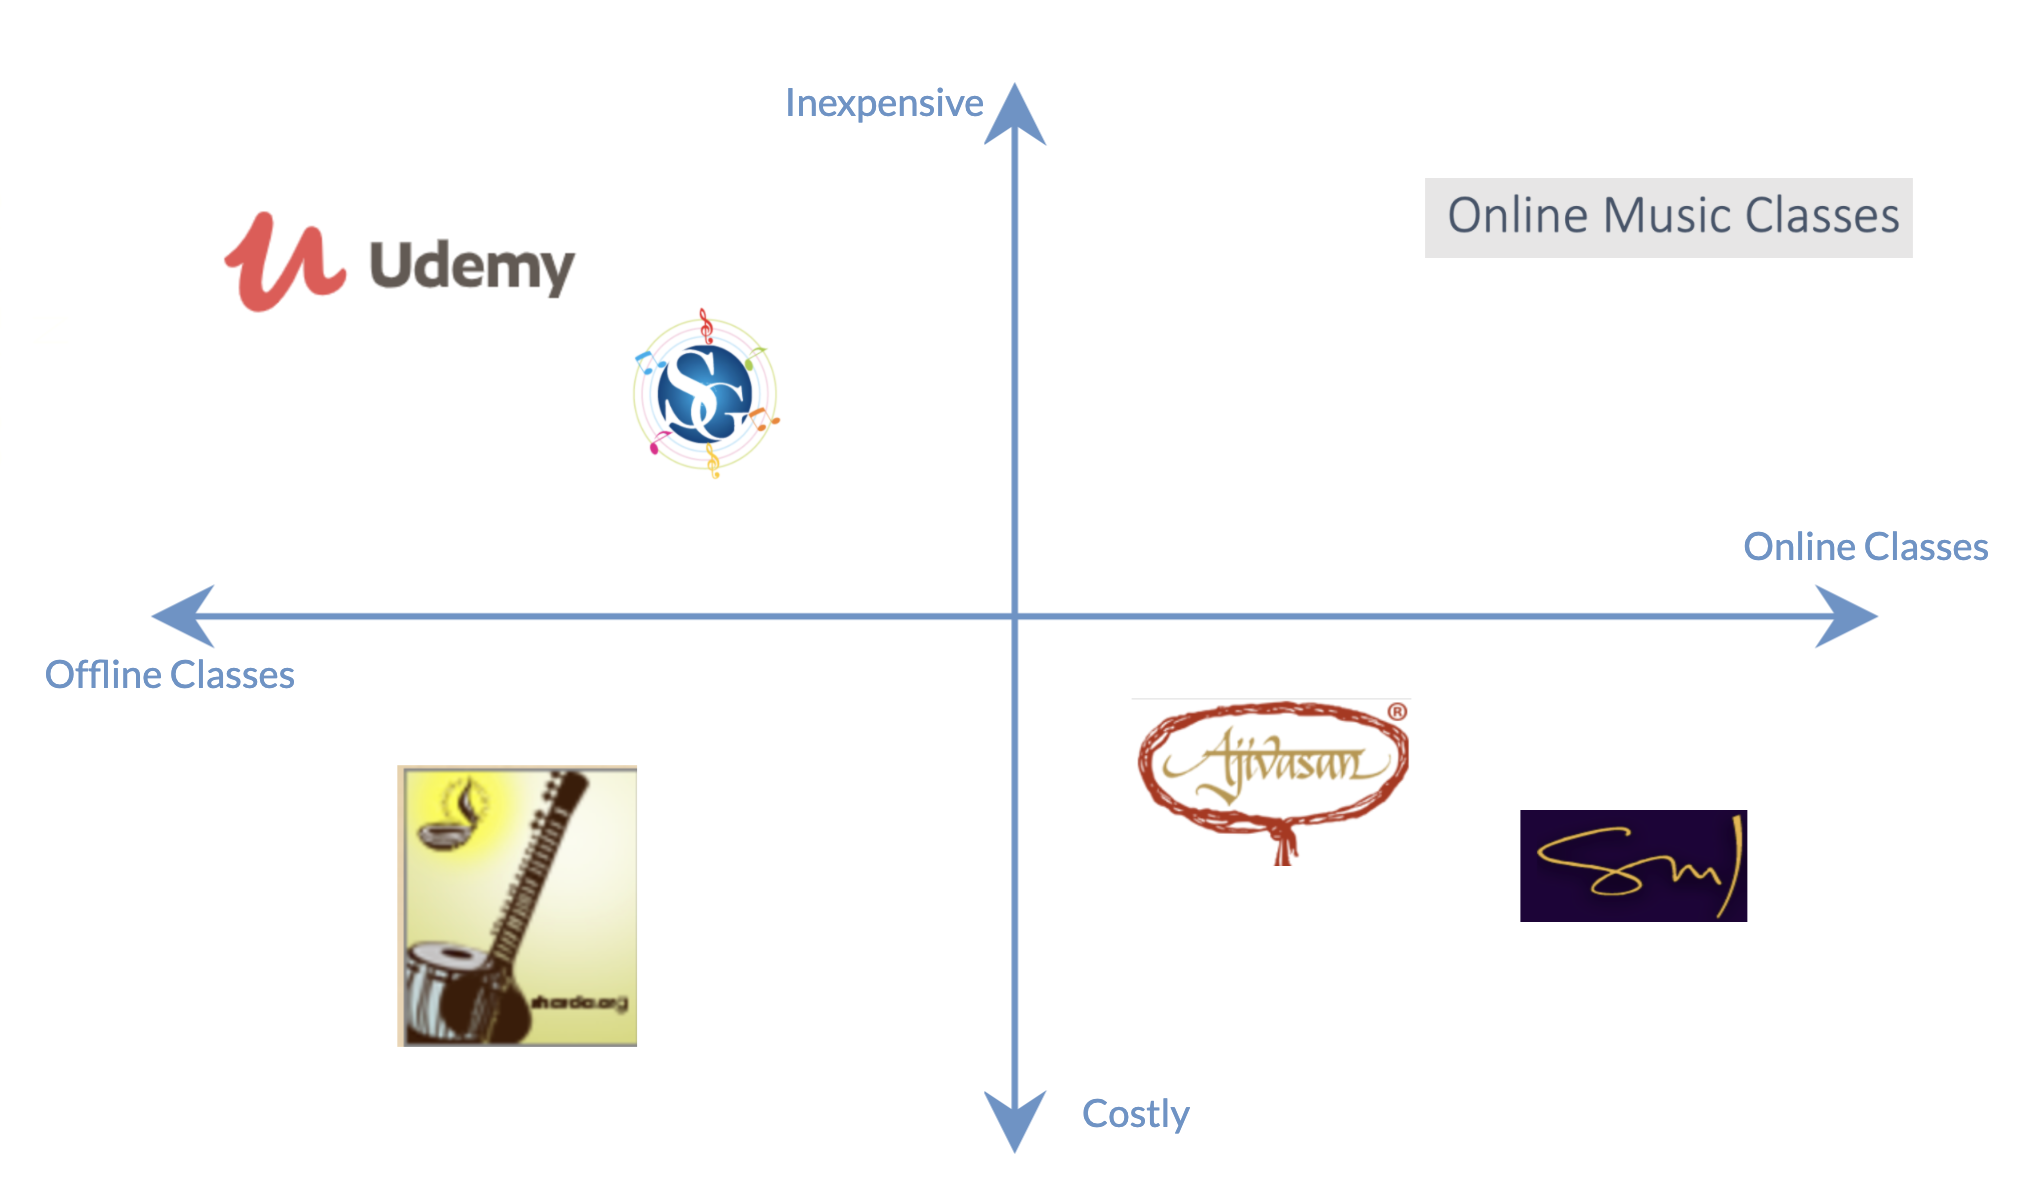 Inexpensive
Online Music Classes
Udemy
SG
Online Classes
Offline Classes
Ajivasan ®
sharda.org
Costly